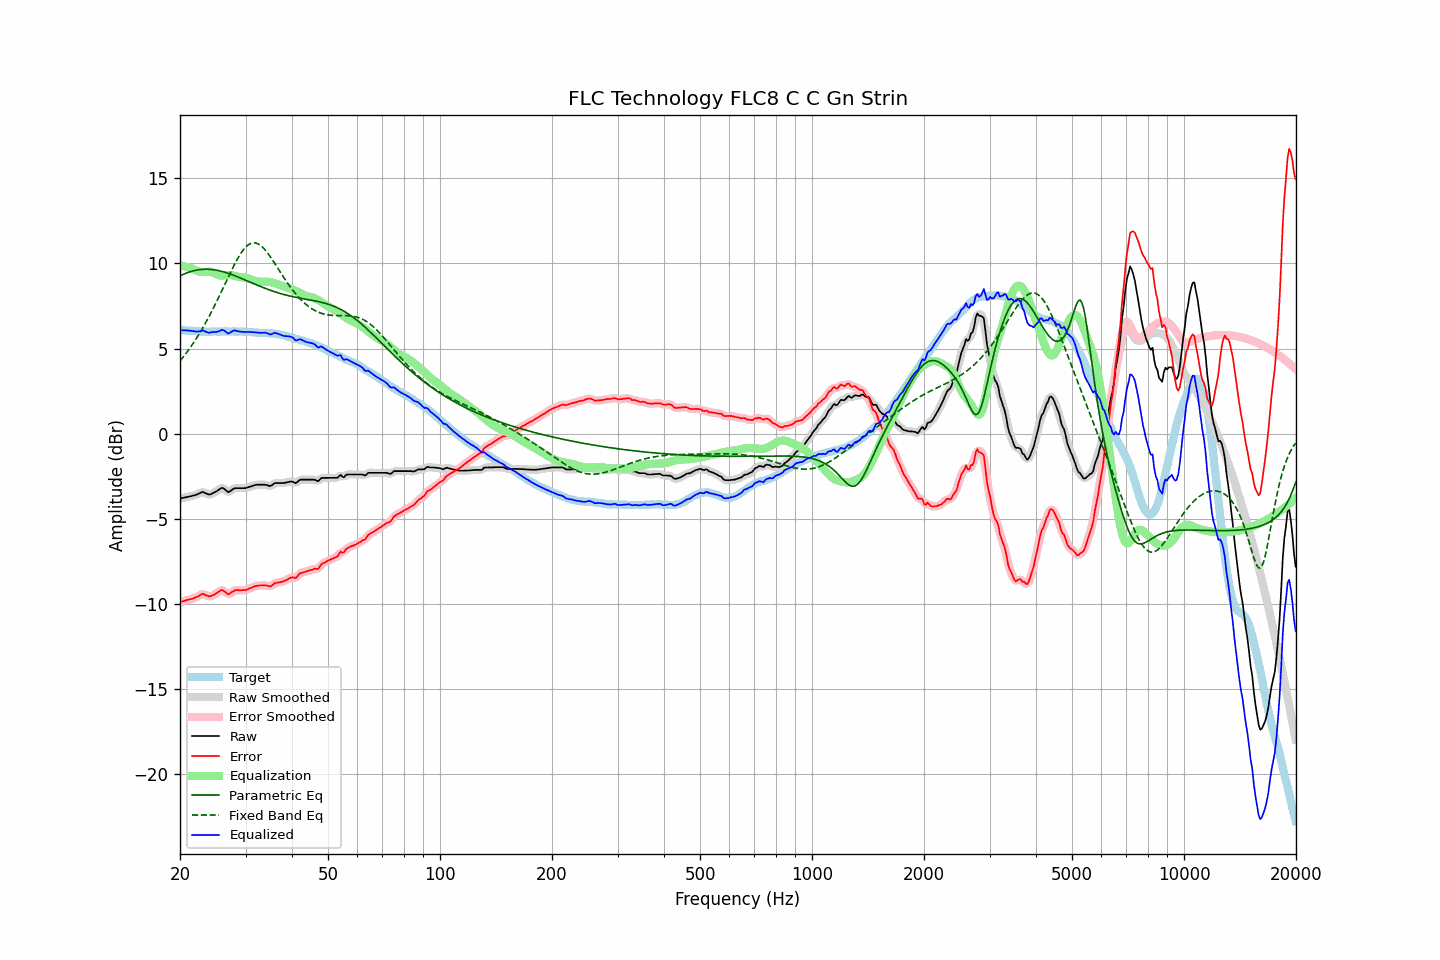 FLC Technology FLC8 C C Gn Strin
Amplitude (dBr)
15
10
5
0
−5
−10
−15
−20
Target
Raw Smoothed
Error Smoothed
Raw
Error
Equalization
Parametric Eq
Fixed Band Eq
Equalized
20 50 100 200 500 1000 2000 5000 10000 20000
Frequency (Hz)